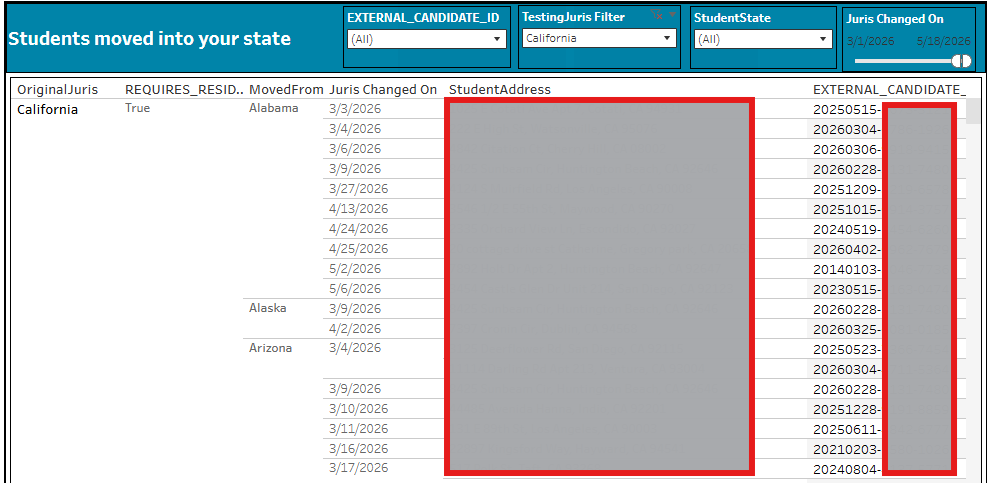 Students moved into your state
EXTERNAL_CANDIDATE_ID
(All)
TestingJuris Filter
California
StudentState
(All)
Juris Changed On
3/1/2026 5/18/2026
OriginalJuris REQUIRES_RESID.. MovedFrom Juris Changed On StudentAddress EXTERNAL_CANDIDATE_
California True Alabama 3/3/2026 20250515-
3/4/2026 20260304-
3/6/2026 20260306-
3/9/2026 20260228-
3/27/2026 20251209-
4/13/2026 20251015-
4/24/2026 20240519-
4/25/2026 20260402-
5/2/2026 20140103-
5/6/2026 20230515-
Alaska 3/9/2026 20260228-
4/2/2026 20260325-
Arizona 3/4/2026 20250523-
20260304-
3/9/2026 20260228-
3/10/2026 20251228-
3/11/2026 20250611-
3/16/2026 20210203-
3/17/2026 20240804-